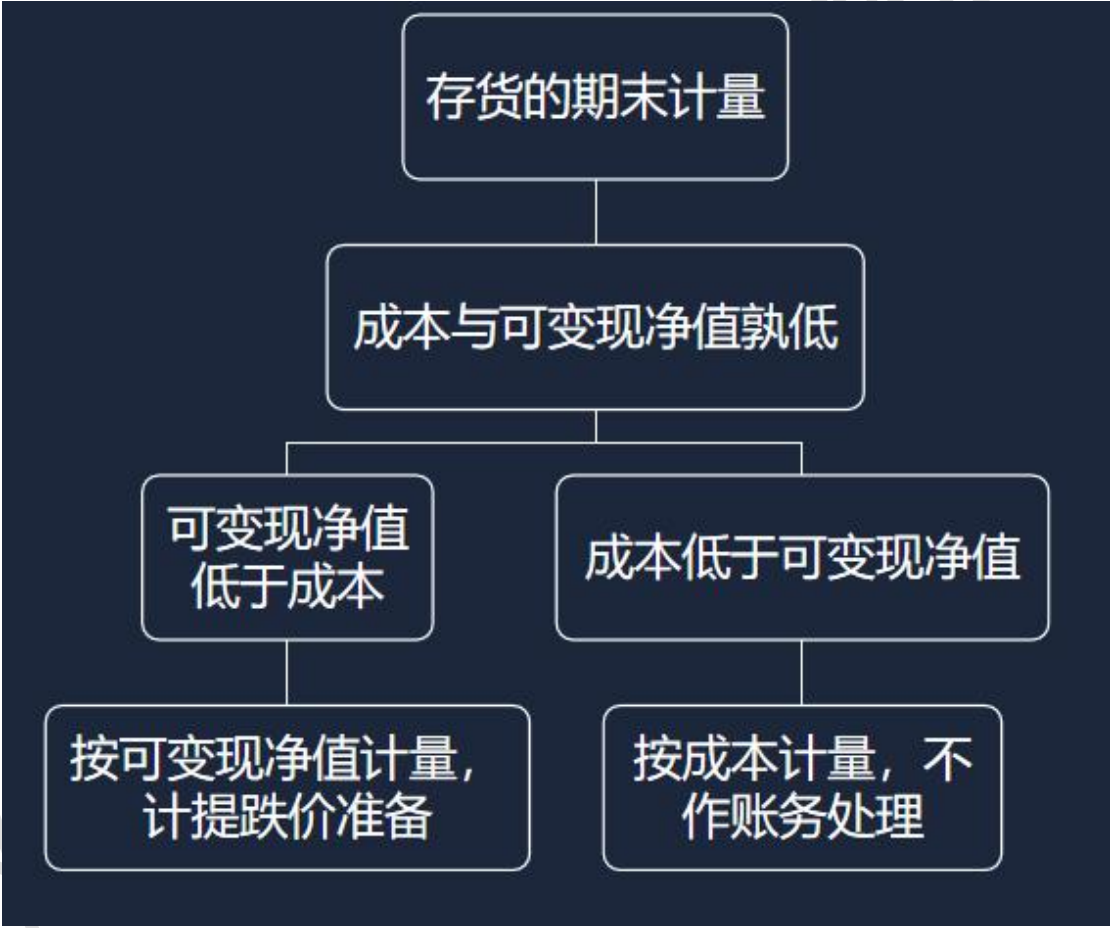 存货的期末计量
成本与可变现净值孰低
可变现净值
低于成本
成本低于可变现净值
按可变现净值计量，
计提跌价准备
按成本计量，不
作账务处理